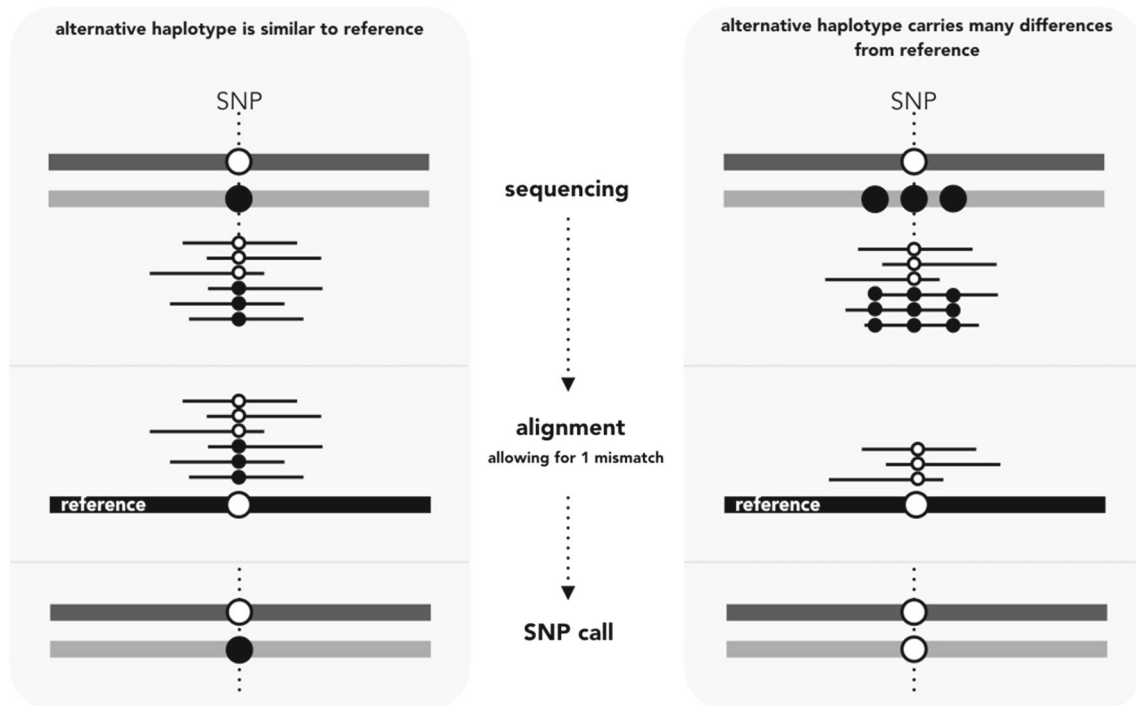 alternative haplotype is similar to reference
SNP
reference
sequencing
alignment
allowing for 1 mismatch
SNP call
alternative haplotype carries many differences
from reference
SNP
reference